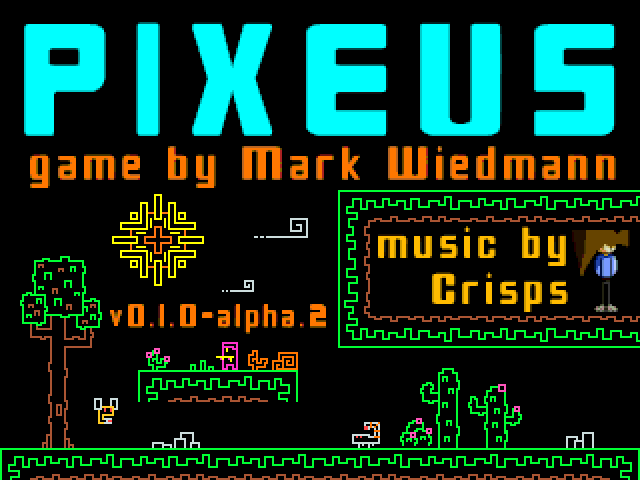 PIXEUS
game by Mark Wiedmann
music by
Crisps
v0.1.0-alpha.2